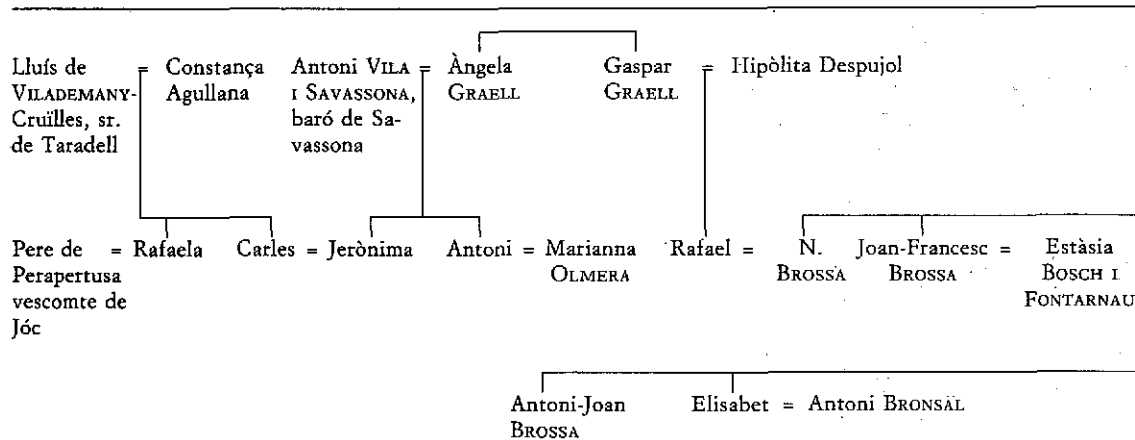 Lluís de = Constança Antoni VILA = Àngela Gaspar = Hipòlita Despujol
VILADEMANY- Agullana I SAVASSONA, GRAELL GRAELL
Cruïlles, sr. baró de Sa-
de Taradell vassona
Pere de = Rafaela Carles = Jerònima Antoni = Marianna Rafael = N. Joan-Francesc = Estàsia
Perapertusa OLMERA BROSSA BROSSA BOSCH I
vescomte de FONTARNAU
Jóc
Antoni-Joan Elisabet = Antoni BRONSAL
BROSSA